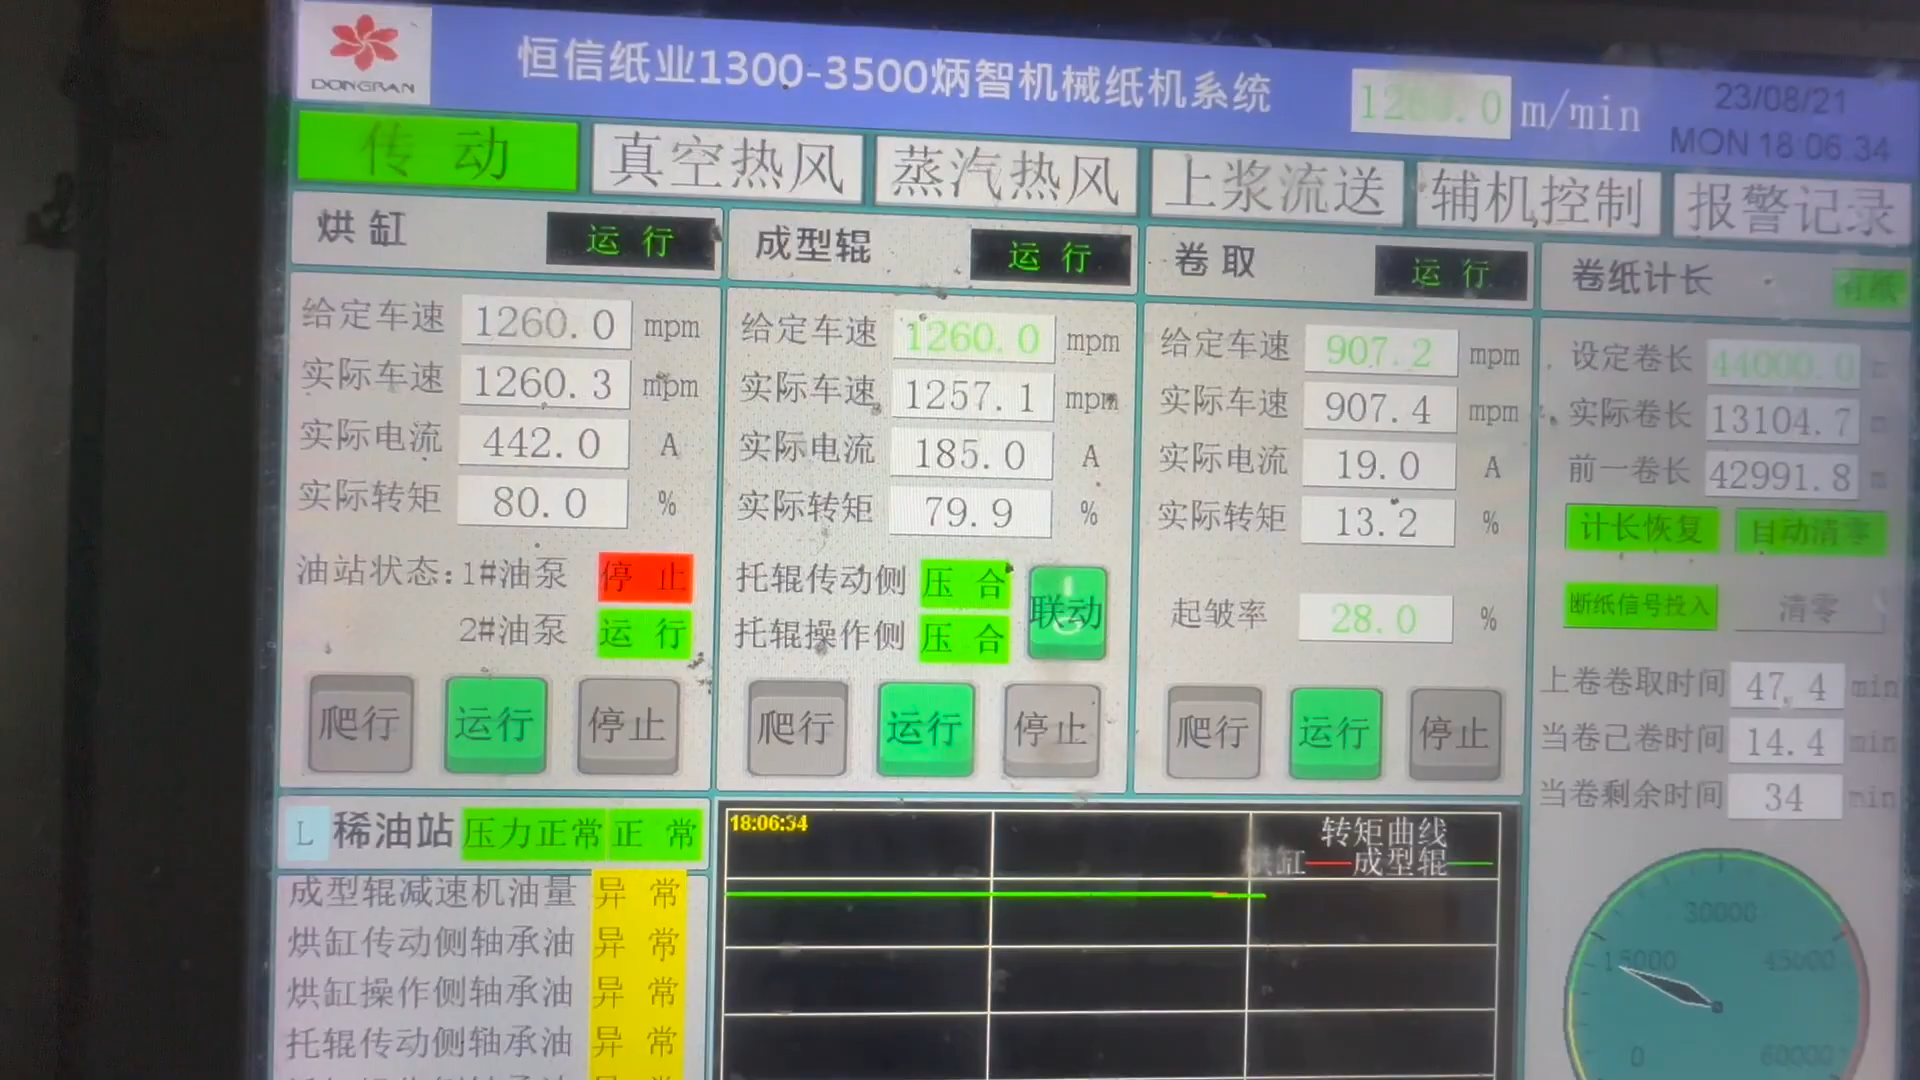 DONGRAN
恒信纸业1300-3500炳智机械纸机系统
1260.0 m/min
23/08/21
MON 18:06:34
传 动
真空热风
蒸汽热风
上浆流送
辅机控制
报警记录
烘缸 运 行
给定车速 1260.0 mpm
实际车速 1260.3 mpm
实际电流 442.0 A
实际转矩 80.0 %
油站状态:1#油泵 停 止
2#油泵 运 行
爬行 运行 停止
成型辊 运 行
给定车速 1260.0 mpm
实际车速 1257.1 mpm
实际电流 185.0 A
实际转矩 79.9 %
托辊传动侧 压 合
托辊操作侧 压 合
联动
爬行 运行 停止
卷取 运 行
给定车速 907.2 mpm
实际车速 907.4 mpm
实际电流 19.0 A
实际转矩 13.2 %
起皱率 28.0 %
爬行 运行 停止
卷纸计长 有纸
设定卷长 44000.0 m
实际卷长 13104.7 m
前一卷长 42991.8 m
计长恢复 自动清零
断纸信号投入 清零
上卷卷取时间 47.4 min
当卷已卷时间 14.4 min
当卷剩余时间 34 min
L 稀油站 压力正常 正 常
成型辊减速机油量 异 常
烘缸传动侧轴承油 异 常
烘缸操作侧轴承油 异 常
托辊传动侧轴承油 异 常
18:06:34
转矩曲线
烘缸 成型辊
30000
15000 45000
0 60000